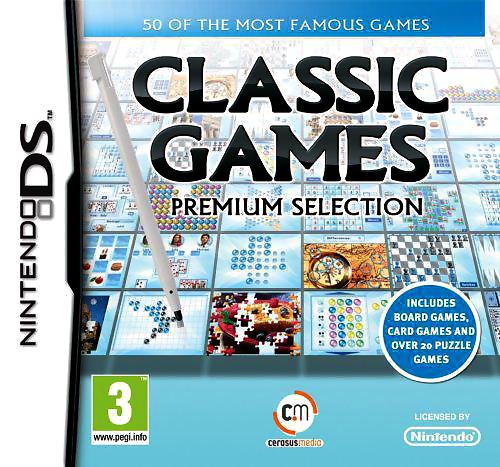 50 OF THE MOST FAMOUS GAMES
CLASSIC
GAMES
PREMIUM SELECTION
NINTENDO DS™
INCLUDES
BOARD GAMES,
CARD GAMES AND
OVER 20 PUZZLE
GAMES
3
www.pegi.info
cm
cerasusmedia
LICENSED BY
Nintendo